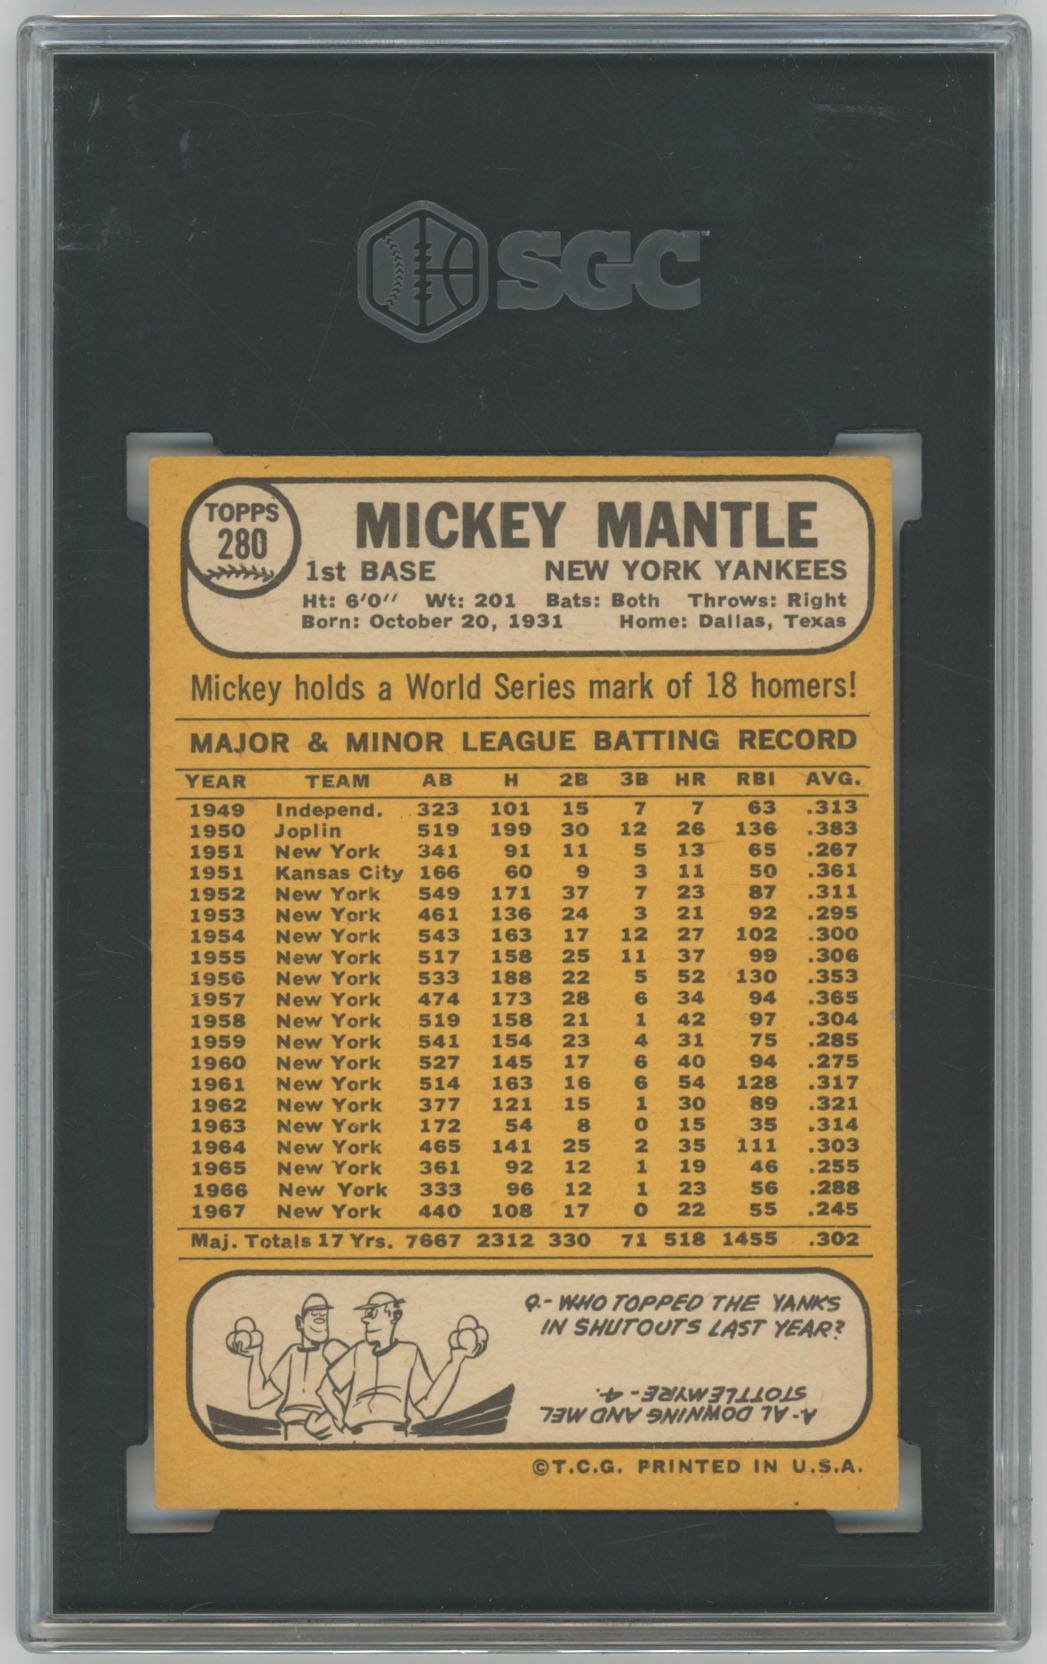 SGC
TOPPS
280
MICKEY MANTLE
1st BASE NEW YORK YANKEES
Ht: 6'0" Wt: 201 Bats: Both Throws: Right
Born: October 20, 1931 Home: Dallas, Texas
Mickey holds a World Series mark of 18 homers!
MAJOR & MINOR LEAGUE BATTING RECORD
YEAR TEAM AB H 2B 3B HR RBI AVG.
1949 Independ. 323 101 15 7 7 63 .313
1950 Joplin 519 199 30 12 26 136 .383
1951 New York 341 91 11 5 13 65 .267
1951 Kansas City 166 60 9 3 11 50 .361
1952 New York 549 171 37 7 23 87 .311
1953 New York 461 136 24 3 21 92 .295
1954 New York 543 163 17 12 27 102 .300
1955 New York 517 158 25 11 37 99 .306
1956 New York 533 188 22 5 52 130 .353
1957 New York 474 173 28 6 34 94 .365
1958 New York 519 158 21 1 42 97 .304
1959 New York 541 154 23 4 31 75 .285
1960 New York 527 145 17 6 40 94 .275
1961 New York 514 163 16 6 54 128 .317
1962 New York 377 121 15 1 30 89 .321
1963 New York 172 54 8 0 15 35 .314
1964 New York 465 141 25 2 35 111 .303
1965 New York 361 92 12 1 19 46 .255
1966 New York 333 96 12 1 23 56 .288
1967 New York 440 108 17 0 22 55 .245
Maj. Totals 17 Yrs. 7667 2312 330 71 518 1455 .302
Q.- WHO TOPPED THE YANKS
IN SHUTOUTS LAST YEAR?
A- AL DOWNING AND MEL
STOTTLEMYRE - 4.
©T.C.G. PRINTED IN U.S.A.